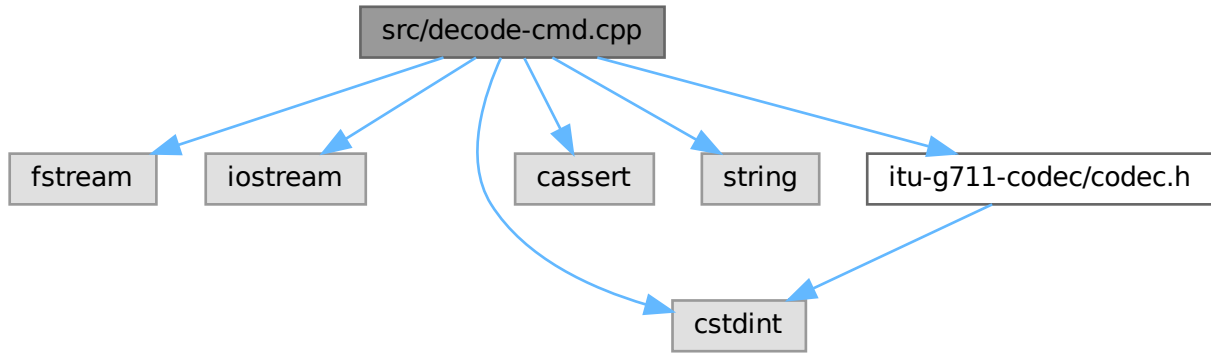 src/decode-cmd.cpp
fstream
iostream
cassert
string
itu-g711-codec/codec.h
cstdint